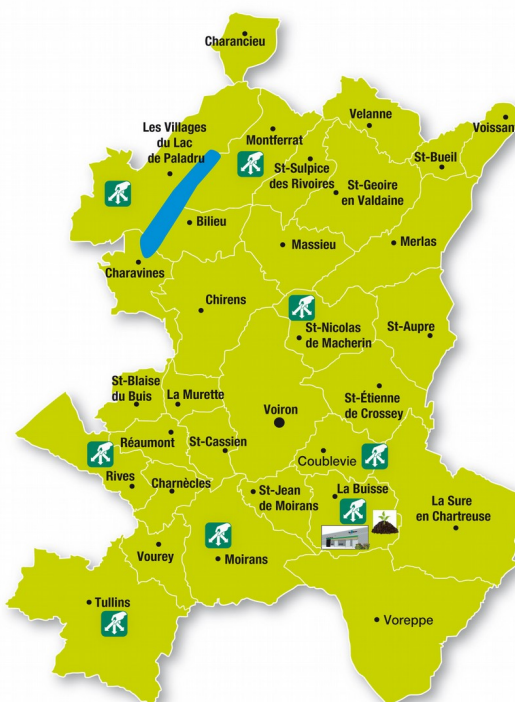 Charancieu
Les Villages
du Lac
de Paladru
Montferrat
Velanne
Voissant
St-Bueil
St-Sulpice
des Rivoires
St-Geoire
en Valdaine
Bilieu
Massieu
Merlas
Charavines
Chirens
St-Nicolas
de Macherin
St-Aupre
St-Blaise
du Buis
La Murette
St-Étienne
de Crossey
Voiron
Réaumont
St-Cassien
Coublevie
Rives
Charnècles
St-Jean
de Moirans
La Buisse
La Sure
en Chartreuse
Vourey
Moirans
Tullins
Voreppe